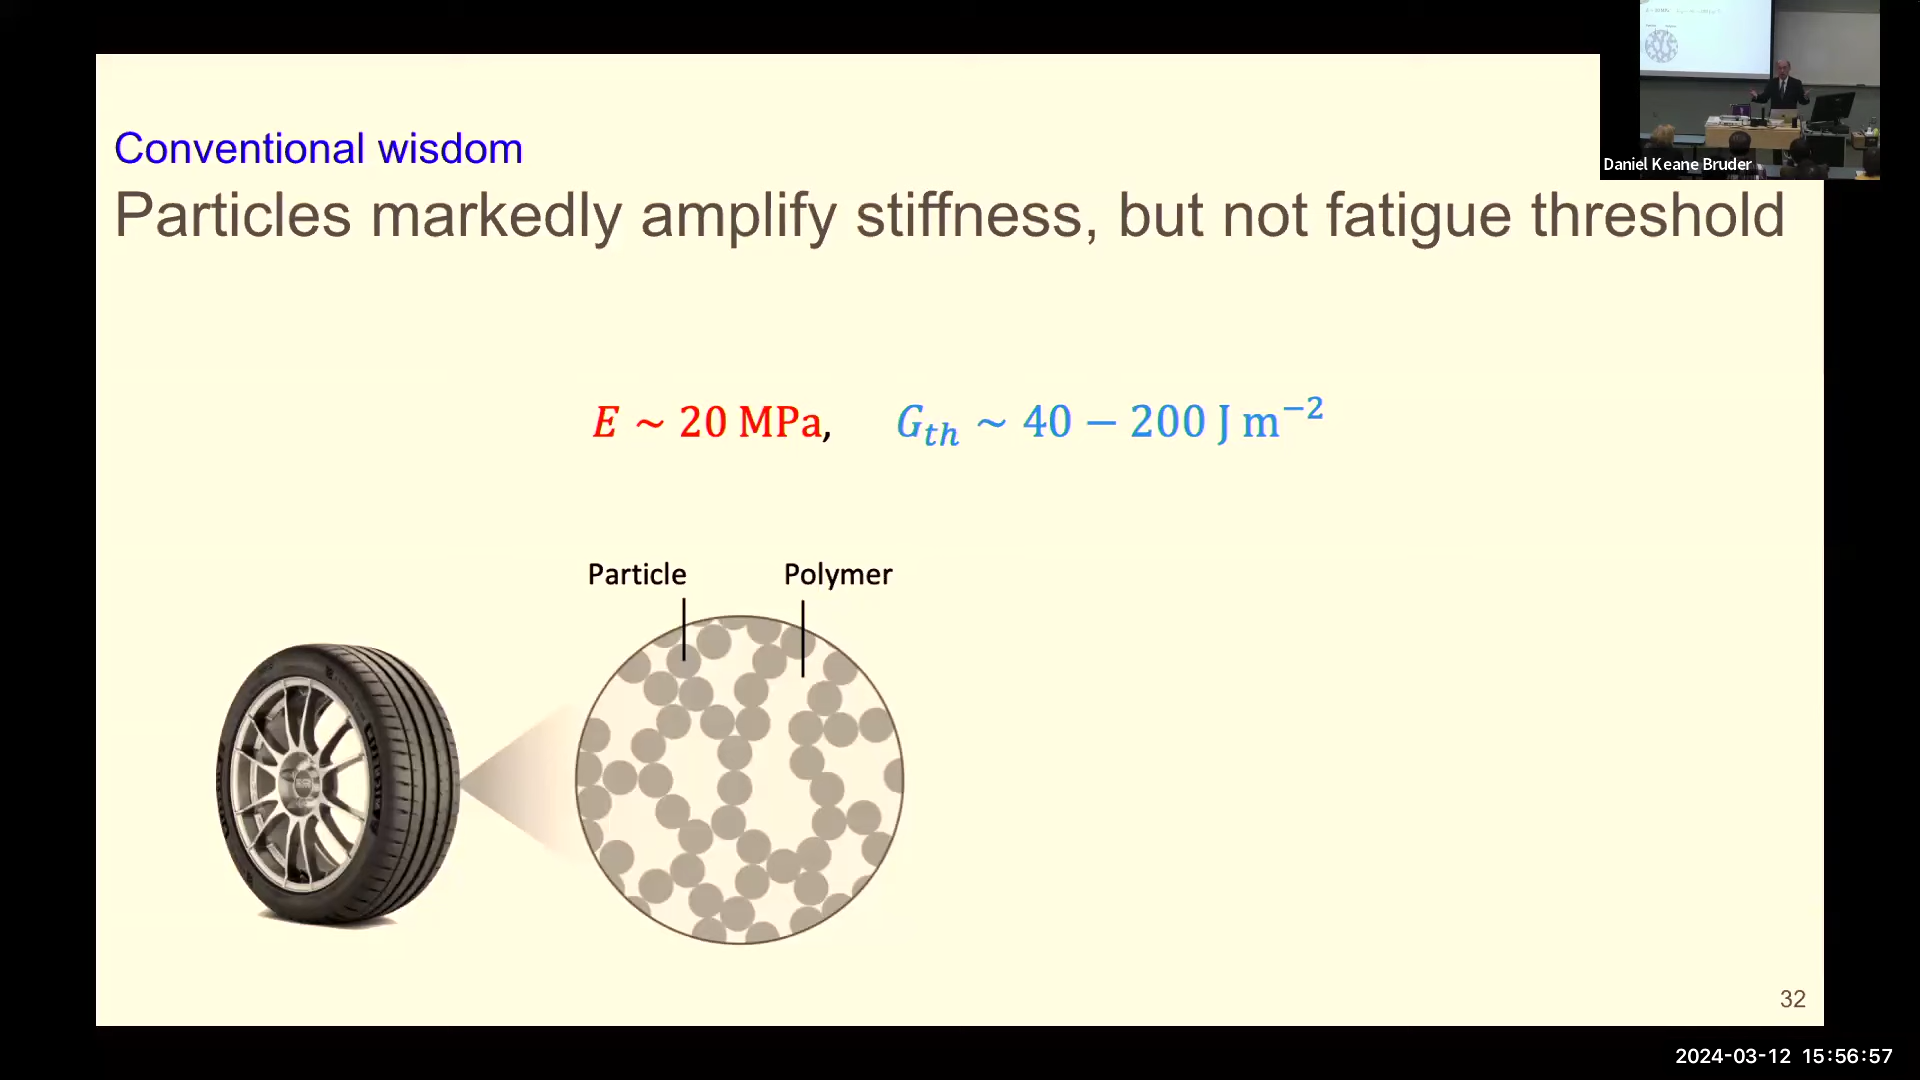 Conventional wisdom
Particles markedly amplify stiffness, but not fatigue threshold
E ~ 20 MPa, G_th ~ 40 − 200 J m⁻²
Particle Polymer
32
Daniel Keane Bruder
2024-03-12 15:56:57